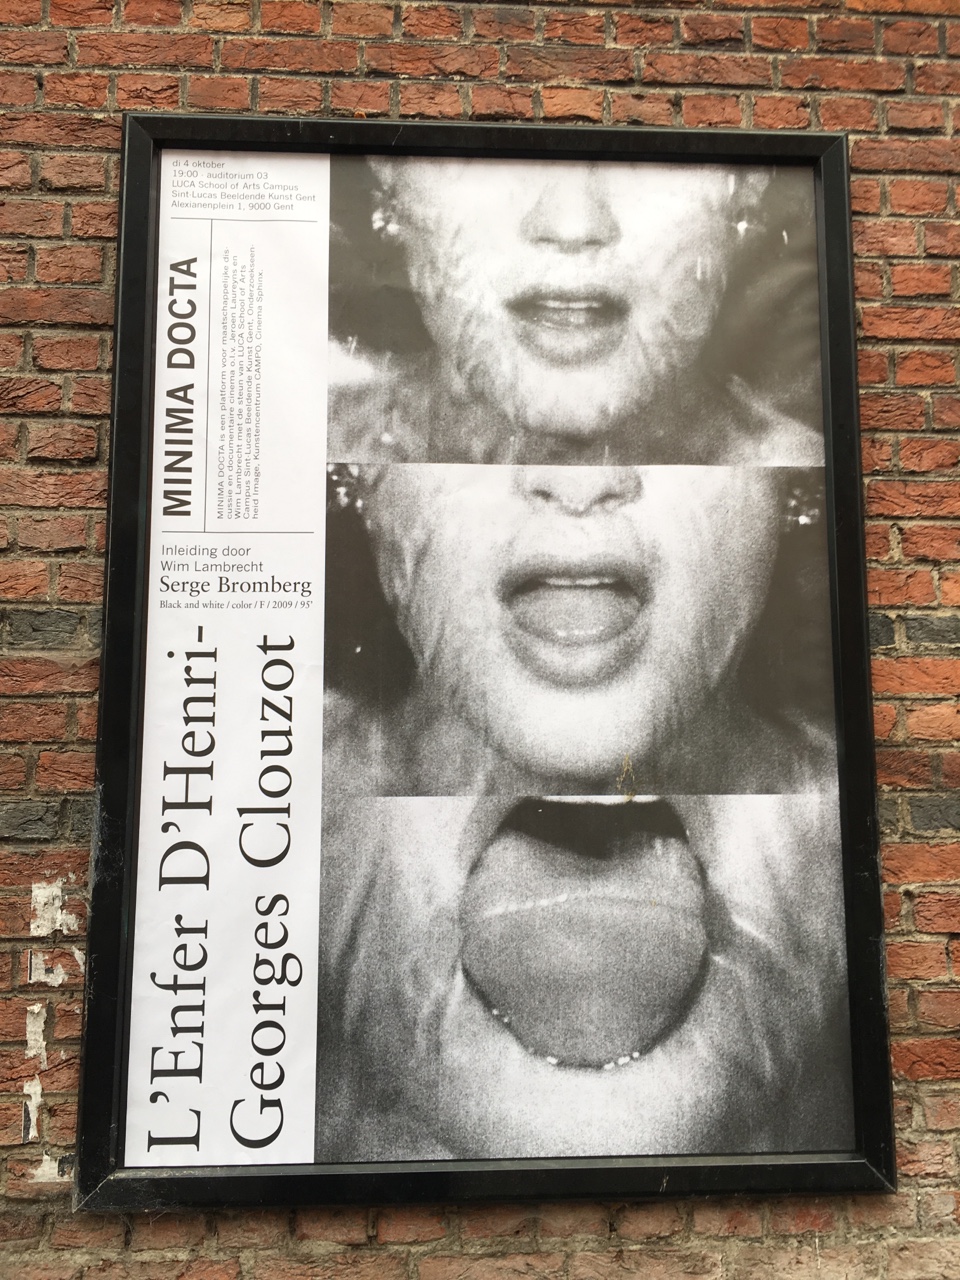 di 4 oktober
19:00 - auditorium 03
LUCA School of Arts Campus
Sint-Lucas Beeldende Kunst Gent
Alexianenplein 1, 9000 Gent
MINIMA DOCTA
MINIMA DOCTA is een platform voor maatschappelijke dis-
cussie en documentaire cinema o.l.v. Jeroen Laureyns en
Wim Lambrecht met de steun van LUCA School of Arts
Campus Sint-Lucas Beeldende Kunst Gent, Onderzoekseen-
heid Image, Kunstencentrum CAMPO, Cinema Sphinx.
Inleiding door
Wim Lambrecht
Serge Bromberg
Black and white / color / F / 2009 / 95'
L'Enfer D'Henri-
Georges Clouzot